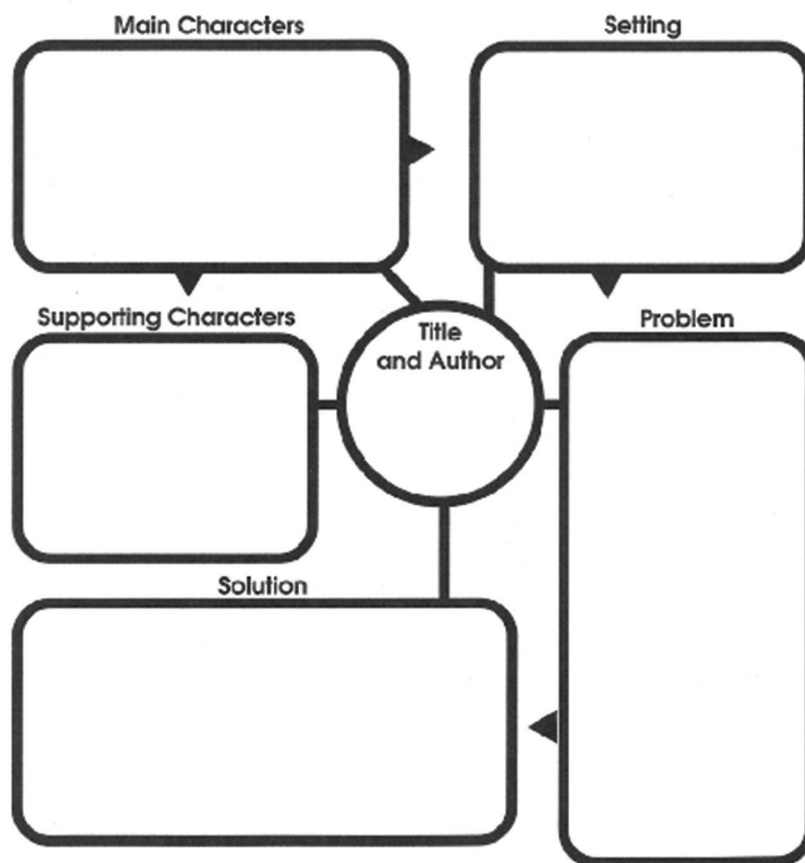 Main Characters
Setting
Supporting Characters
Title
and Author
Problem
Solution